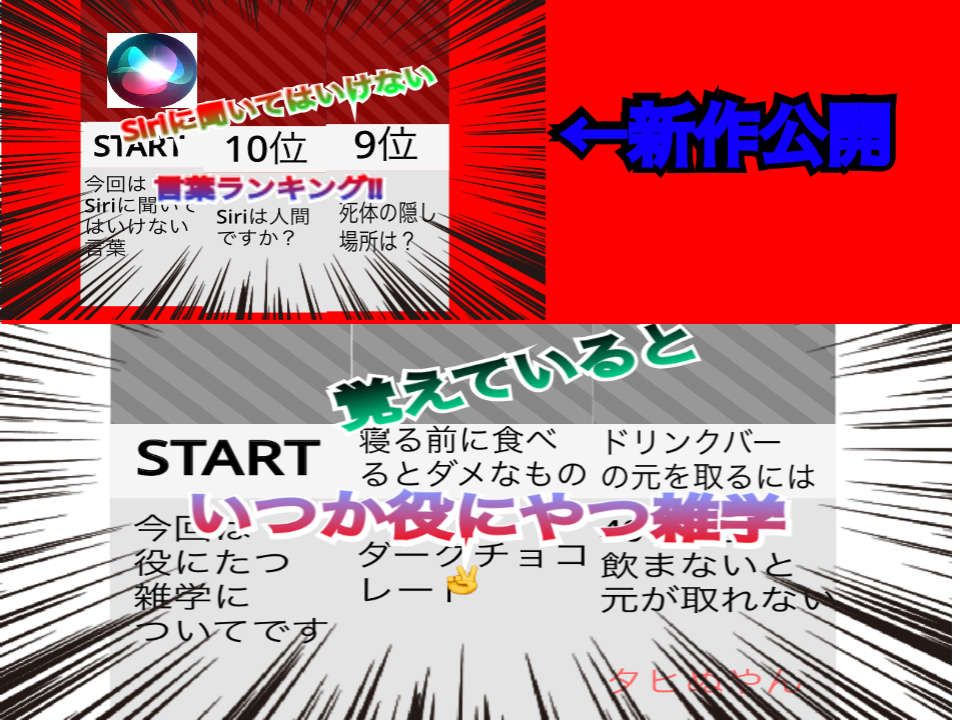 Siriに聞いてはいけない
言葉ランキング!!
START
今回は
Siriに聞いて
はいけない
言葉
10位
Siriは人間
ですか？
9位
死体の隠し
場所は？
←新作公開
覚えていると
いつか役にやつ雑学
START
今回は
役にたつ
雑学に
ついてです
寝る前に食べ
るとダメなもの
ダークチョコ
レート
ドリンクバー
の元を取るには
飲まないと
元が取れない
タヒぬやん